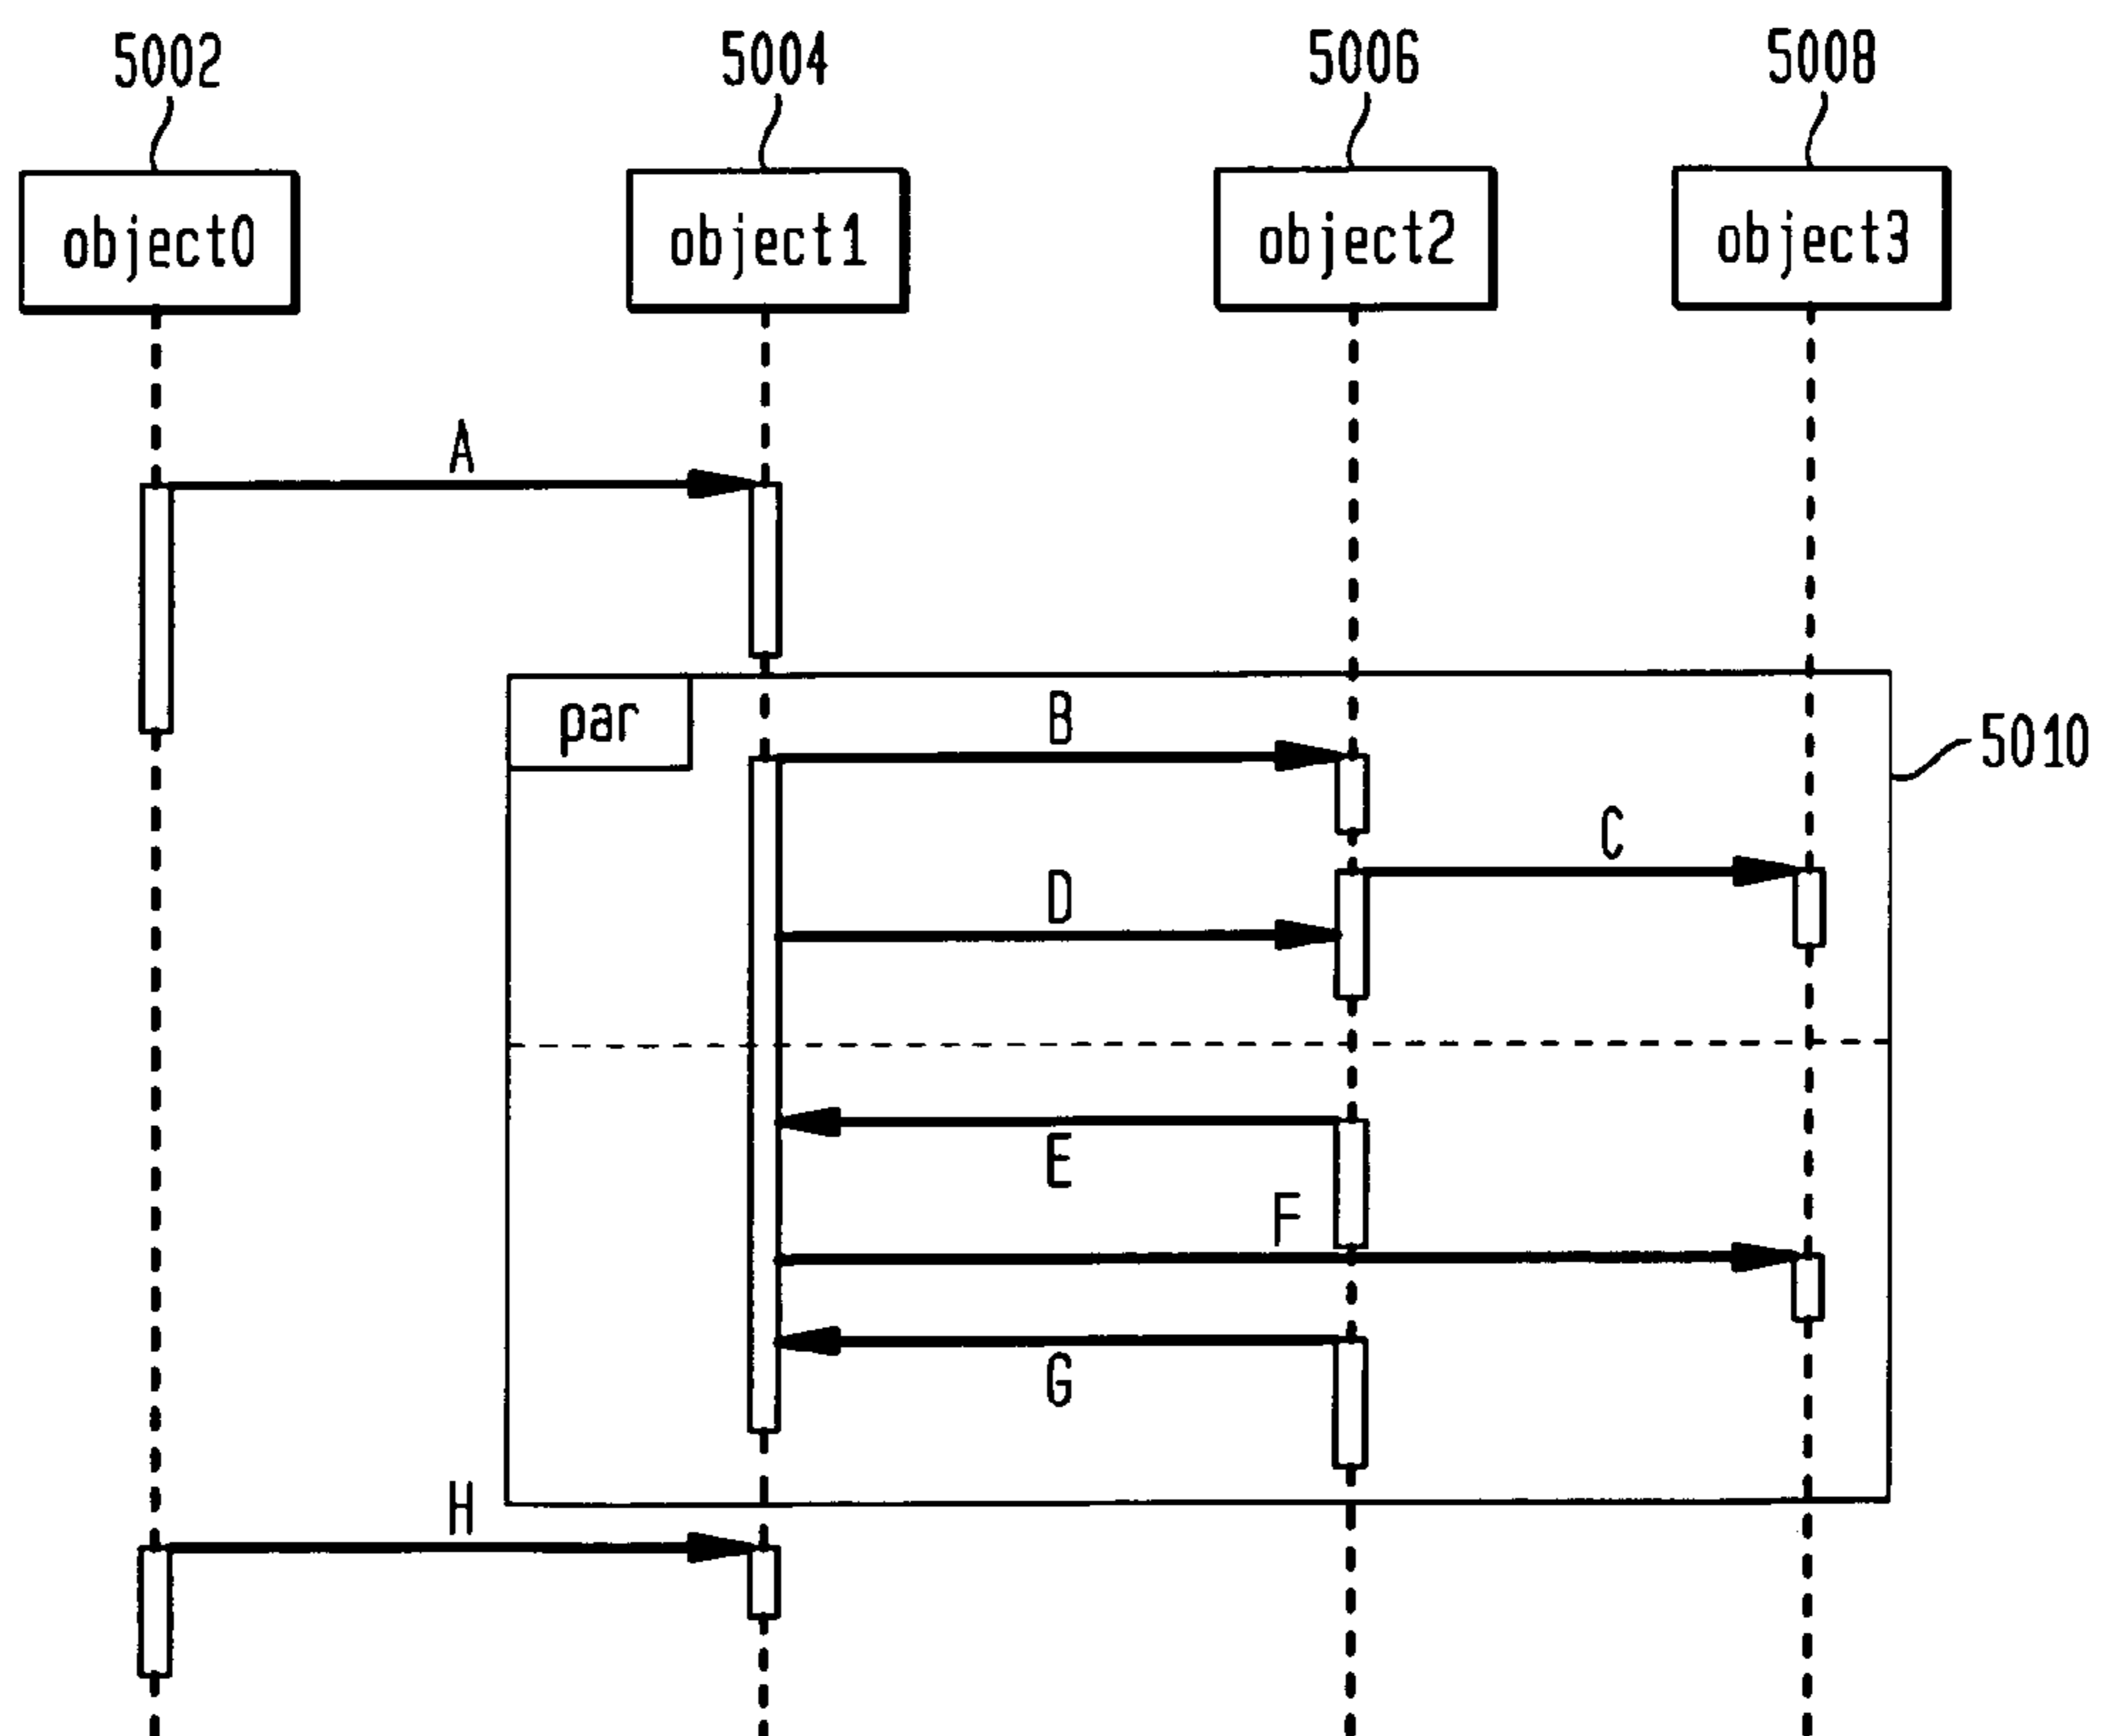 5002
5004
5006
5008
object0
object1
object2
object3
A
par
B
5010
C
D
E
F
G
H